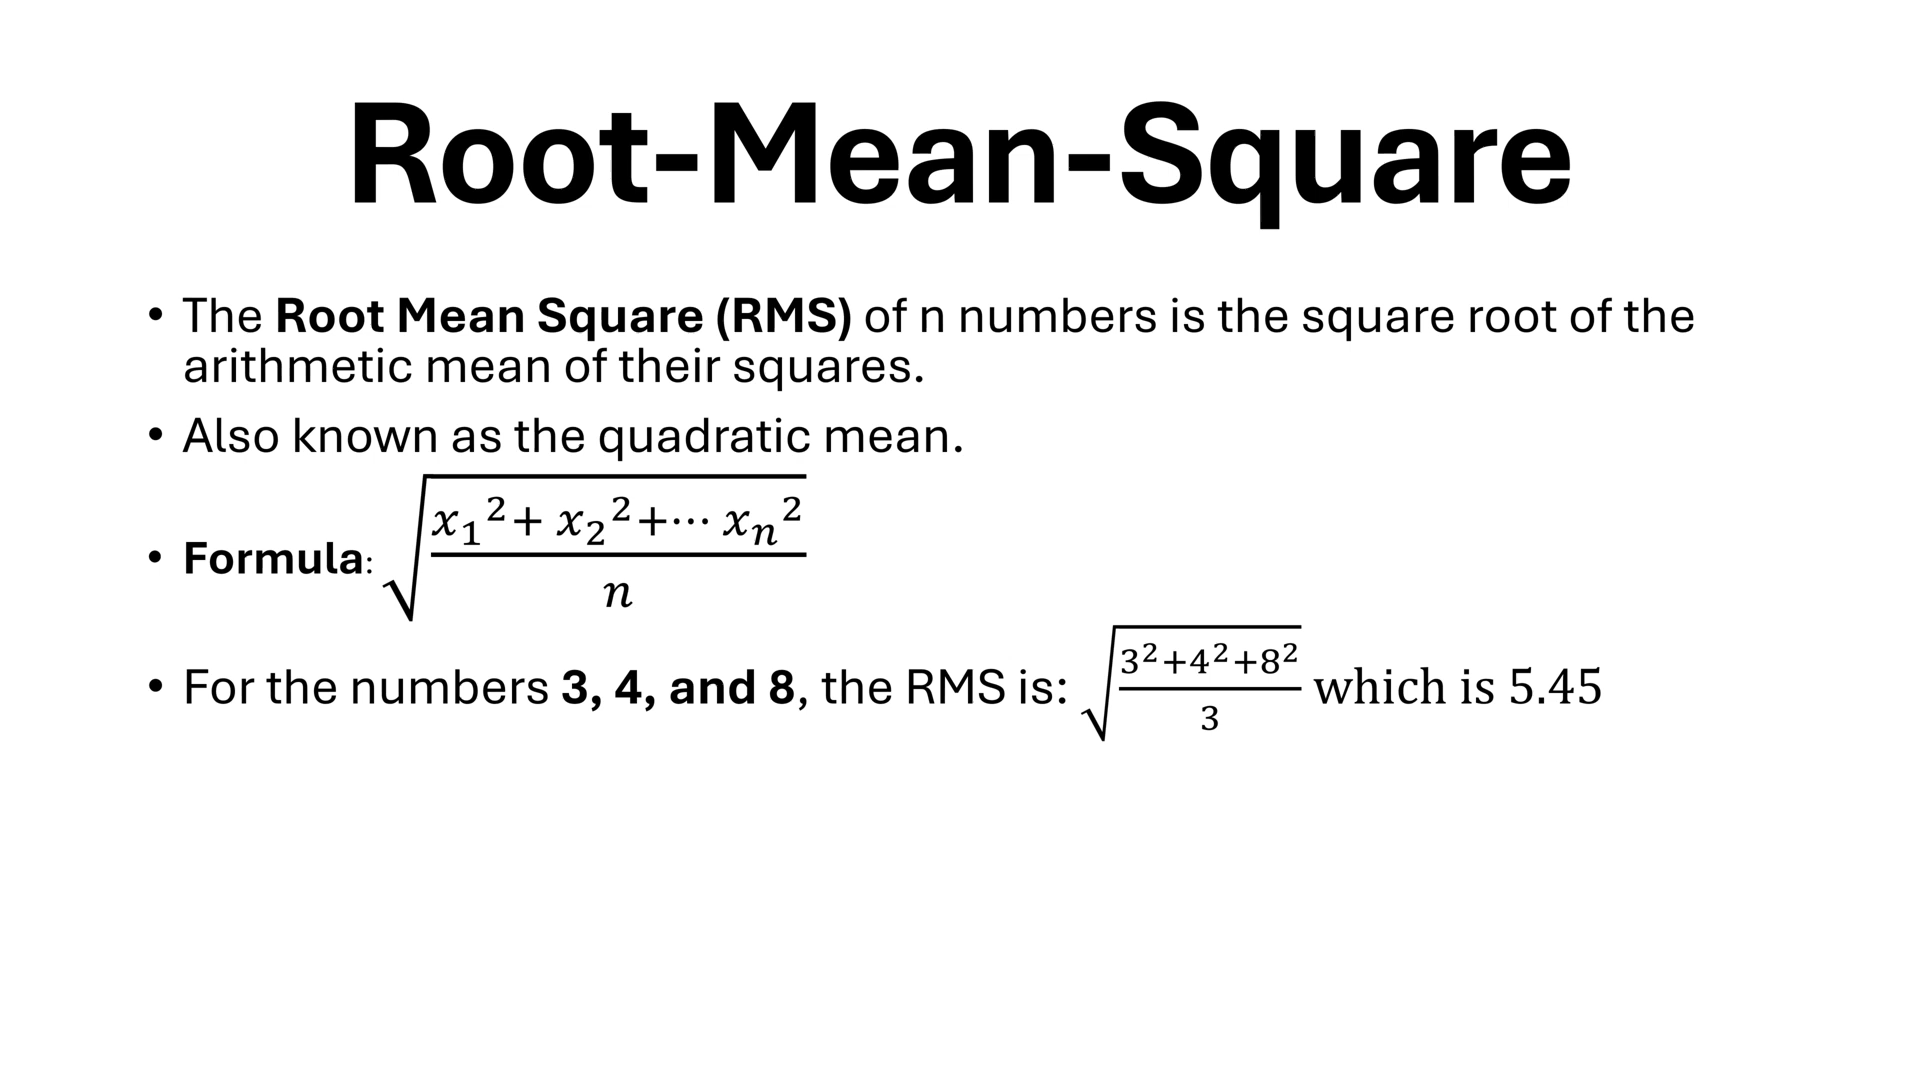 Root-Mean-Square
• The Root Mean Square (RMS) of n numbers is the square root of the
arithmetic mean of their squares.
• Also known as the quadratic mean.
• Formula: √((x₁²+ x₂²+⋯ xₙ²)/n)
• For the numbers 3, 4, and 8, the RMS is: √((3²+4²+8²)/3) which is 5.45